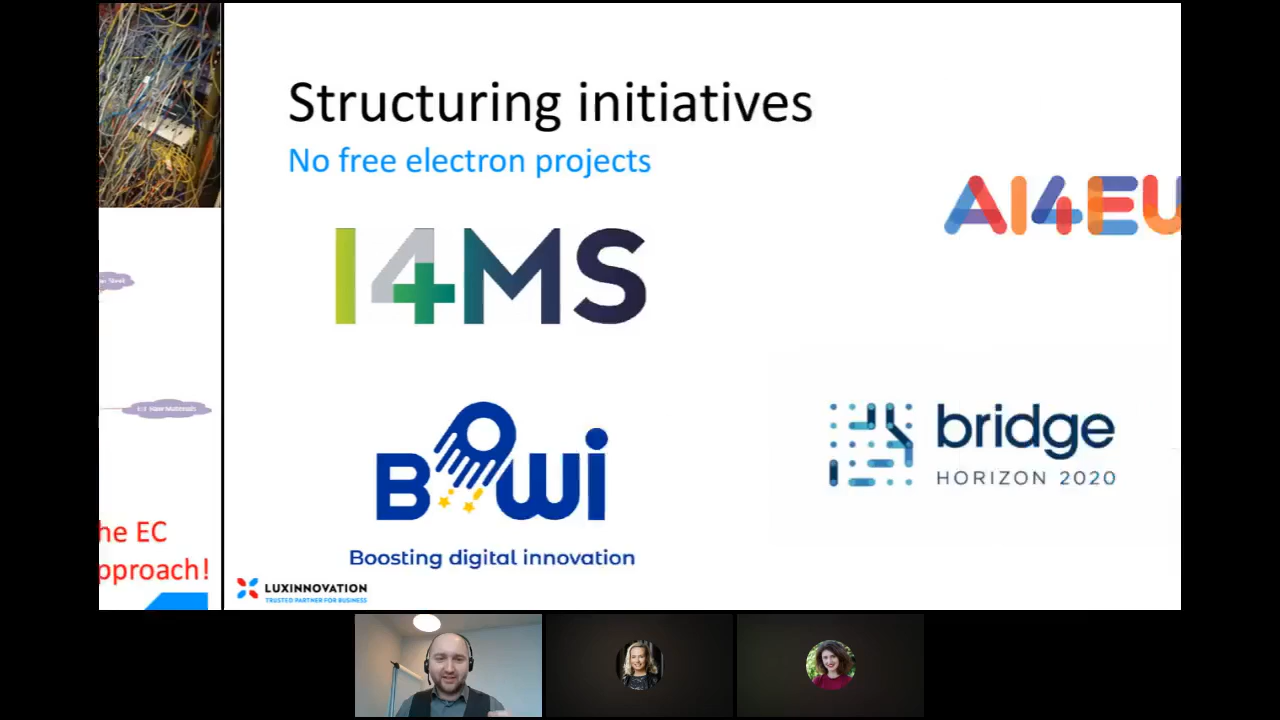 Structuring initiatives
No free electron projects
AI4EU
I4MS
BOWI
Boosting digital innovation
bridge
HORIZON 2020
he EC
pproach!
LUXINNOVATION
TRUSTED PARTNER FOR BUSINESS